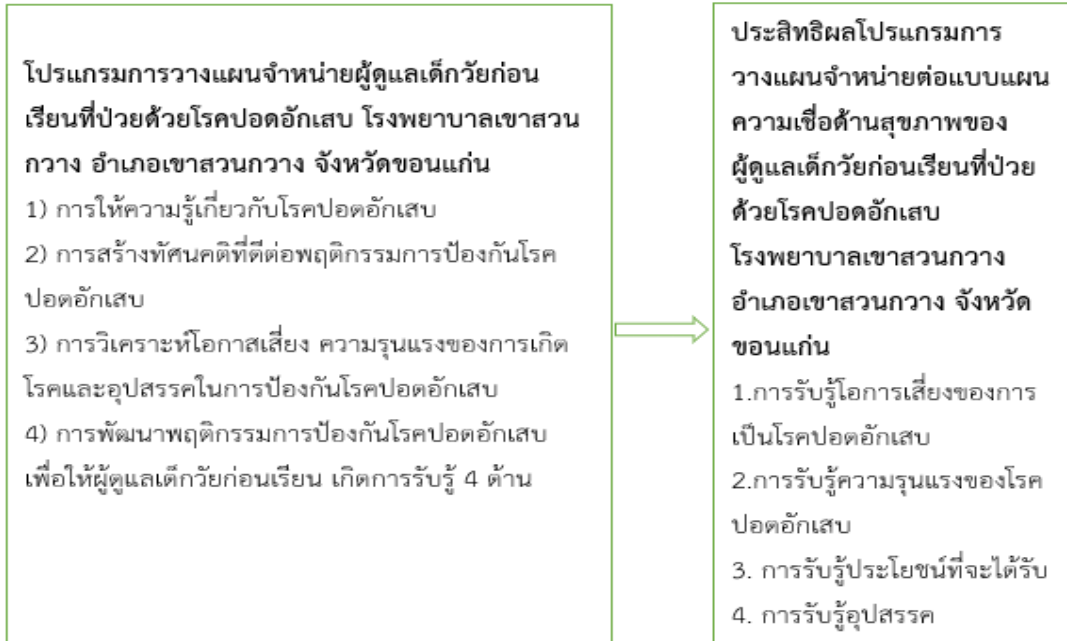 โปรแกรมการวางแผนจำหน่ายผู้ดูแลเด็กวัยก่อน
เรียนที่ป่วยด้วยโรคปอดอักเสบ โรงพยาบาลเขาสวน
กวาง อำเภอเขาสวนกวาง จังหวัดขอนแก่น
1) การให้ความรู้เกี่ยวกับโรคปอดอักเสบ
2) การสร้างทัศนคติที่ดีต่อพฤติกรรมการป้องกันโรค
ปอดอักเสบ
3) การวิเคราะห์โอกาสเสี่ยง ความรุนแรงของการเกิด
โรคและอุปสรรคในการป้องกันโรคปอดอักเสบ
4) การพัฒนาพฤติกรรมการป้องกันโรคปอดอักเสบ
เพื่อให้ผู้ดูแลเด็กวัยก่อนเรียน เกิดการรับรู้ 4 ด้าน
ประสิทธิผลโปรแกรมการ
วางแผนจำหน่ายต่อแบบแผน
ความเชื่อด้านสุขภาพของ
ผู้ดูแลเด็กวัยก่อนเรียนที่ป่วย
ด้วยโรคปอดอักเสบ
โรงพยาบาลเขาสวนกวาง
อำเภอเขาสวนกวาง จังหวัด
ขอนแก่น
1.การรับรู้โอการเสี่ยงของการ
เป็นโรคปอดอักเสบ
2.การรับรู้ความรุนแรงของโรค
ปอดอักเสบ
3. การรับรู้ประโยชน์ที่จะได้รับ
4. การรับรู้อุปสรรค